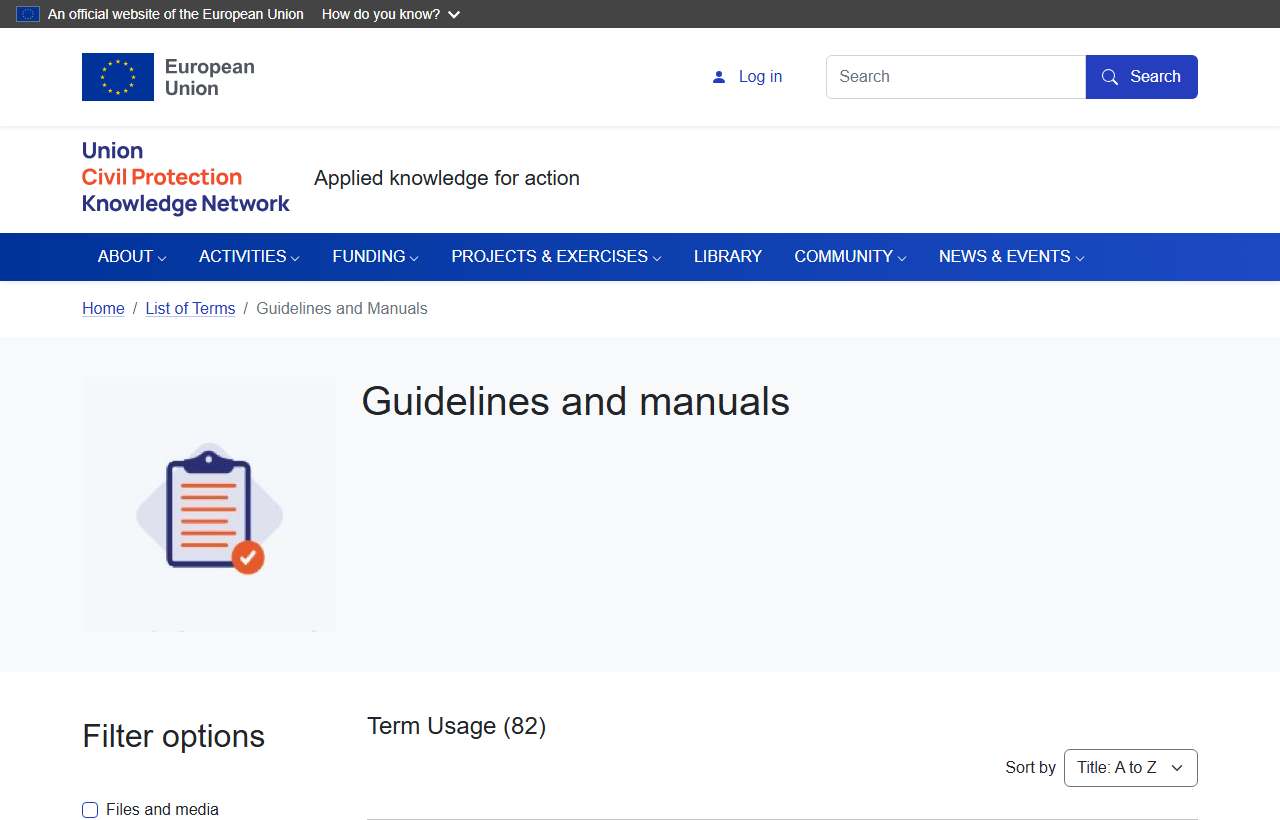 An official website of the European Union How do you know?
European
Union
Log in
Search
Search
Union
Civil Protection
Knowledge Network
Applied knowledge for action
ABOUT ACTIVITIES FUNDING PROJECTS & EXERCISES LIBRARY COMMUNITY NEWS & EVENTS
Home / List of Terms / Guidelines and Manuals
Guidelines and manuals
Filter options
Term Usage (82)
Sort by Title: A to Z
Files and media